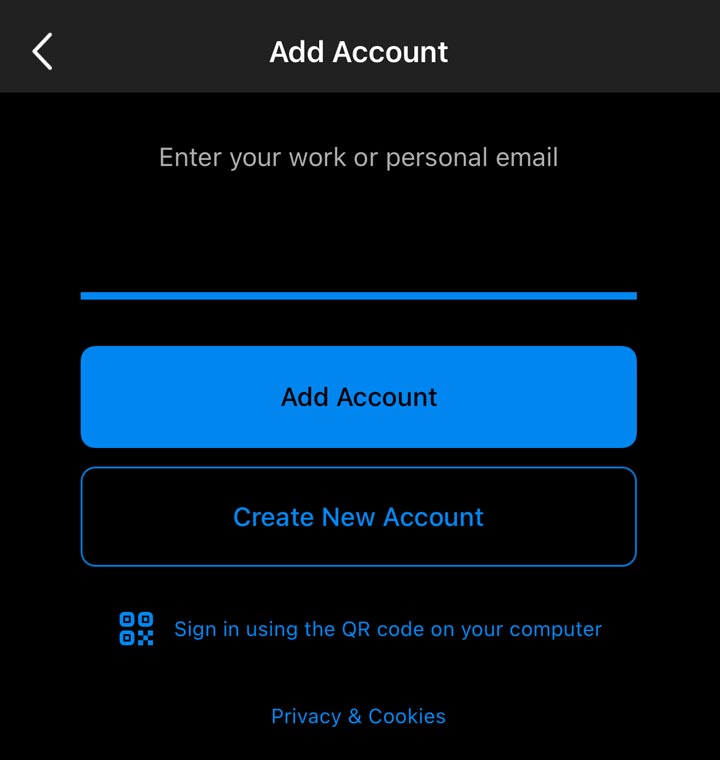 Add Account
Enter your work or personal email
Add Account
Create New Account
Sign in using the QR code on your computer
Privacy & Cookies